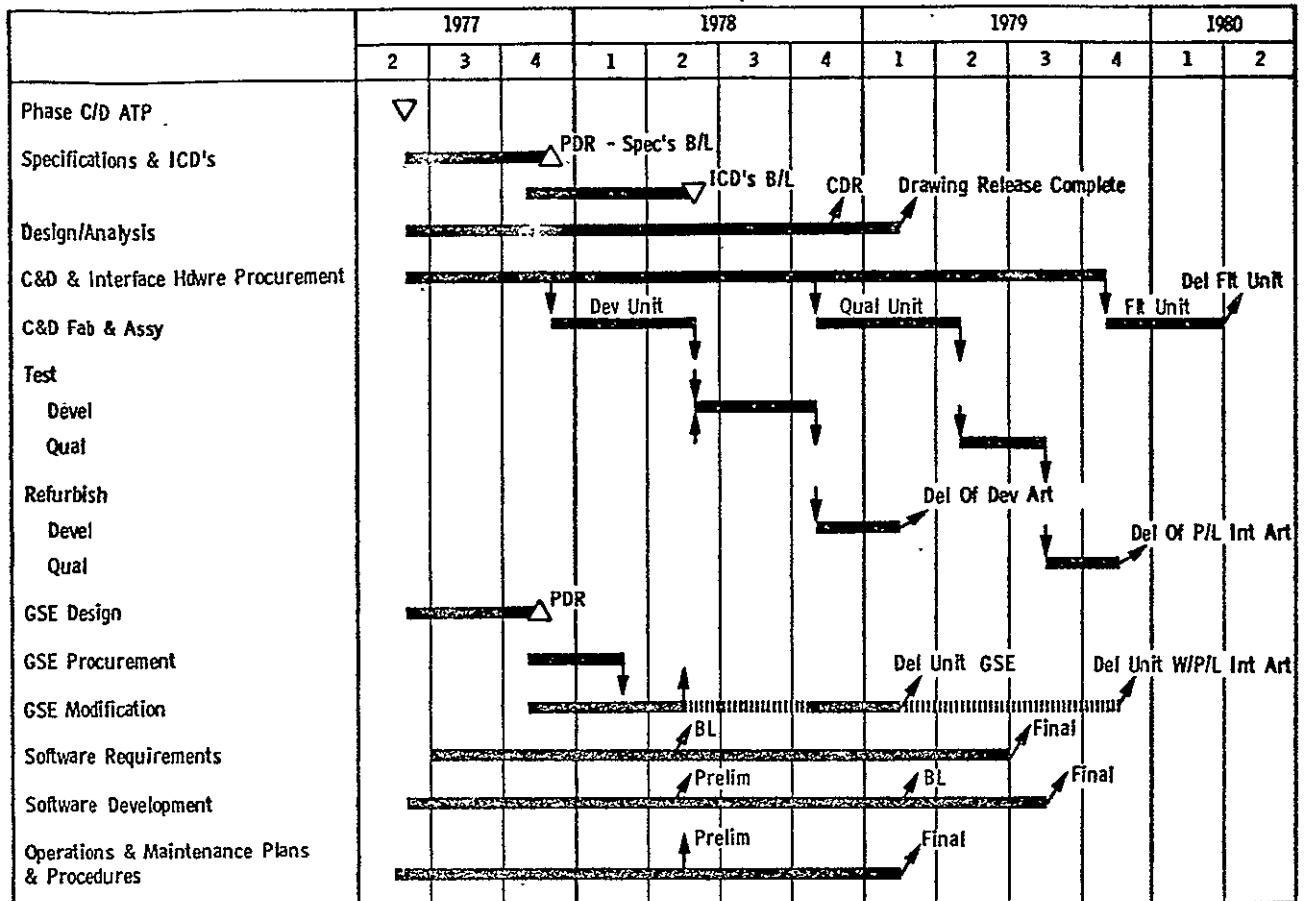 1977 1978 1979 1980
2 3 4 1 2 3 4 1 2 3 4 1 2
Phase C/D ATP
PDR - Spec's B/L
Specifications & ICD's
ICD's B/L
CDR Drawing Release Complete
Design/Analysis
C&D & Interface Hdwre Procurement
Del Flt Unit
Dev Unit Qual Unit Flt Unit
C&D Fab & Assy
Test
Devel
Qual
Refurbish
Del Of Dev Art
Devel
Del Of P/L Int Art
Qual
PDR
GSE Design
GSE Procurement
Del Unit GSE Del Unit W/P/L Int Art
GSE Modification
BL Final
Software Requirements
Prelim BL Final
Software Development
Prelim Final
Operations & Maintenance Plans
& Procedures